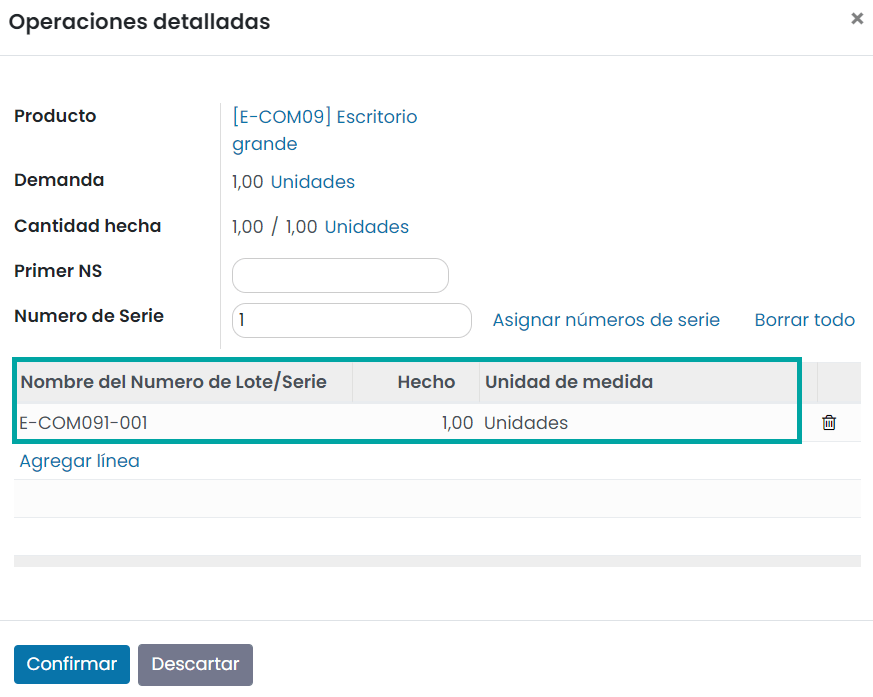 Operaciones detalladas
Producto
[E-COM09] Escritorio
grande
Demanda
1,00 Unidades
Cantidad hecha
1,00 / 1,00 Unidades
Primer NS
Numero de Serie
1
Asignar números de serie
Borrar todo
Nombre del Numero de Lote/Serie Hecho Unidad de medida
E-COM091-001 1,00 Unidades
Agregar línea
Confirmar
Descartar